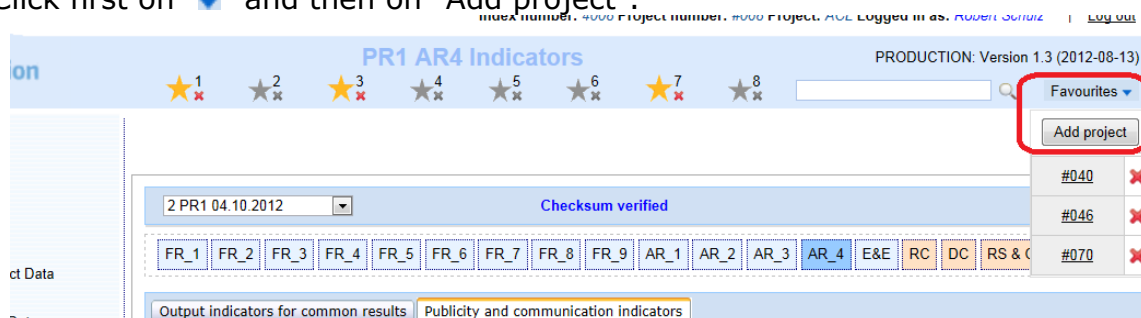 Click first on and then on "Add project".
Index number: 4006 Project number: #006 Project: ACL Logged in as: Robert Schulz | Log out
on
PR1 AR4 Indicators
PRODUCTION: Version 1.3 (2012-08-13)
1 2 3 4 5 6 7 8
Favourites
Add project
#040
2 PR1 04.10.2012
Checksum verified
#046
FR_1 FR_2 FR_3 FR_4 FR_5 FR_6 FR_7 FR_8 FR_9 AR_1 AR_2 AR_3 AR_4 E&E RC DC RS &
#070
ct Data
Output indicators for common results
Publicity and communication indicators